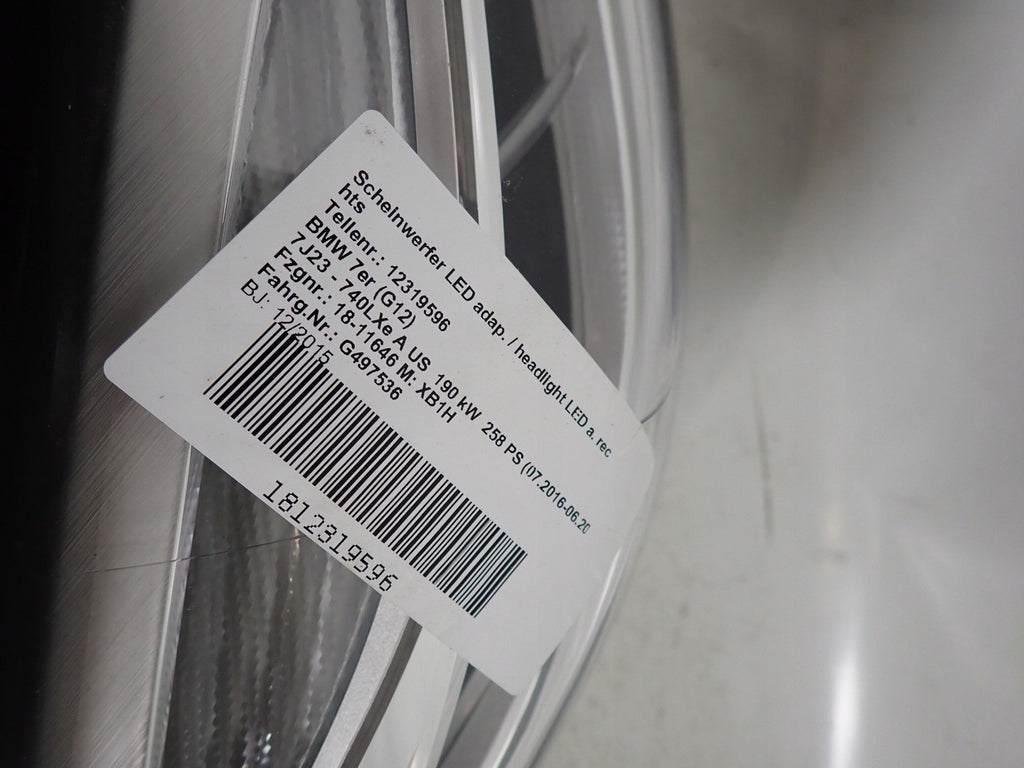 Scheinwerfer LED adap. / headlight LED a. rec
hts
Teilenr.: 12319596
BMW 7er (G12)
7J23 - 740LXe A US 190 kW 258 PS (07.2016-06.20
Fzgnr.: 18-11646 M: XB1H
Fahrg.Nr.: G497536
BJ: 12/2015
1812319596